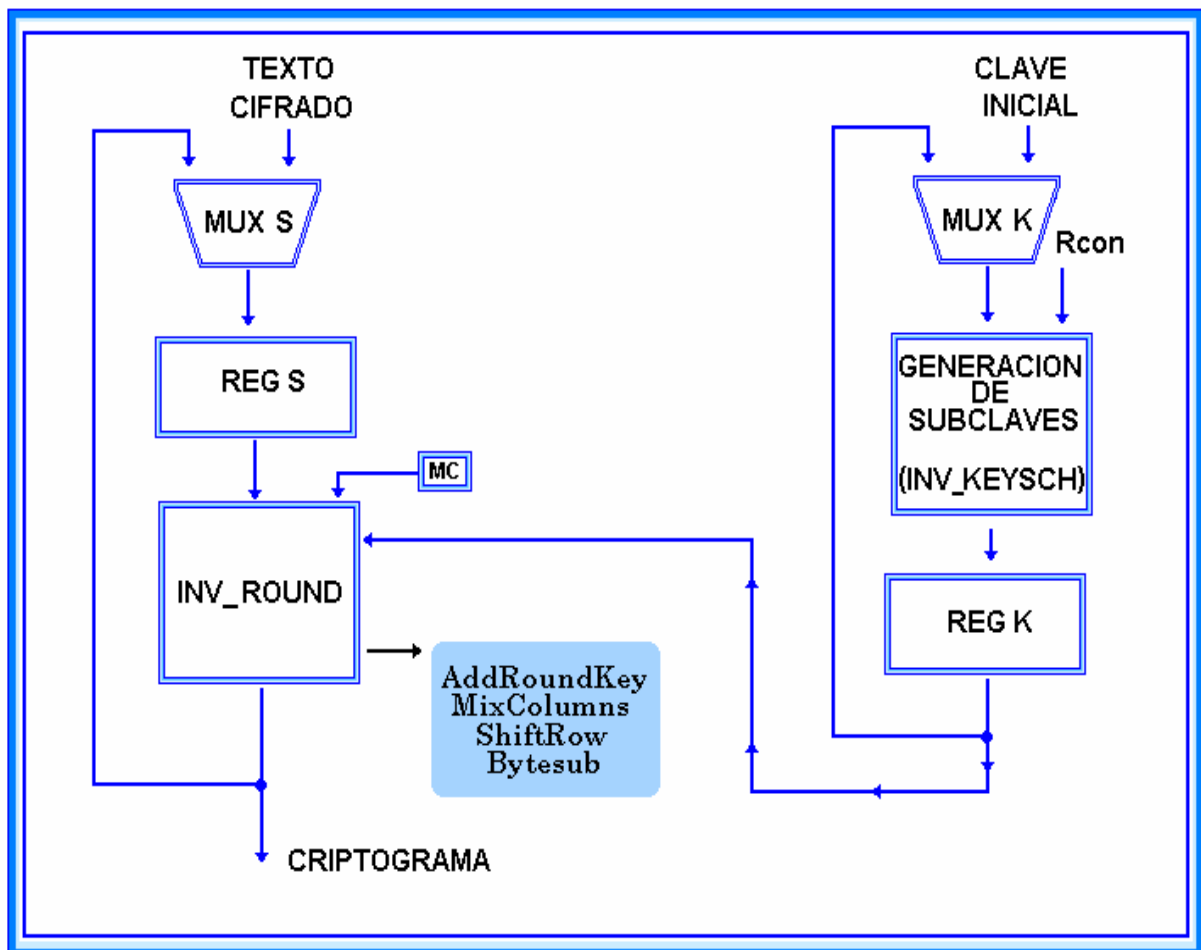 TEXTO
CIFRADO
CLAVE
INICIAL
MUX S
MUX K
Rcon
REG S
GENERACION
DE
SUBCLAVES
(INV_KEYSCH)
MC
INV_ROUND
REG K
AddRoundKey
MixColumns
ShiftRow
Bytesub
CRIPTOGRAMA